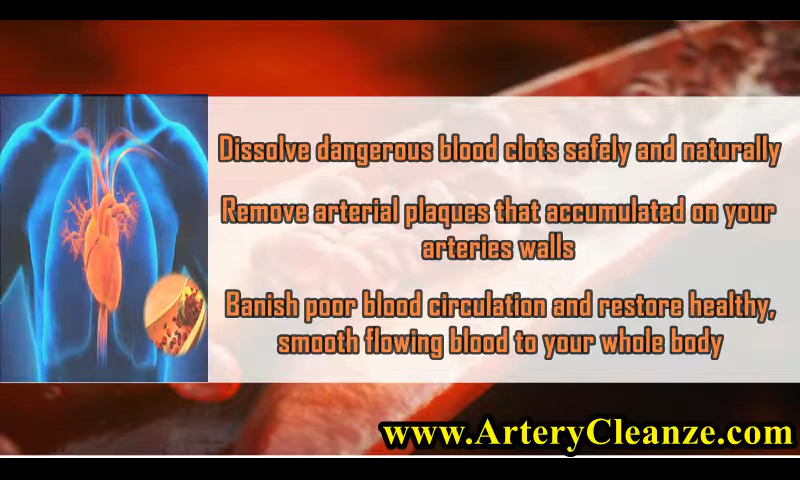 Dissolve dangerous blood clots safely and naturally
Remove arterial plaques that accumulated on your
arteries walls
Banish poor blood circulation and restore healthy,
smooth flowing blood to your whole body
www.ArteryCleanze.com